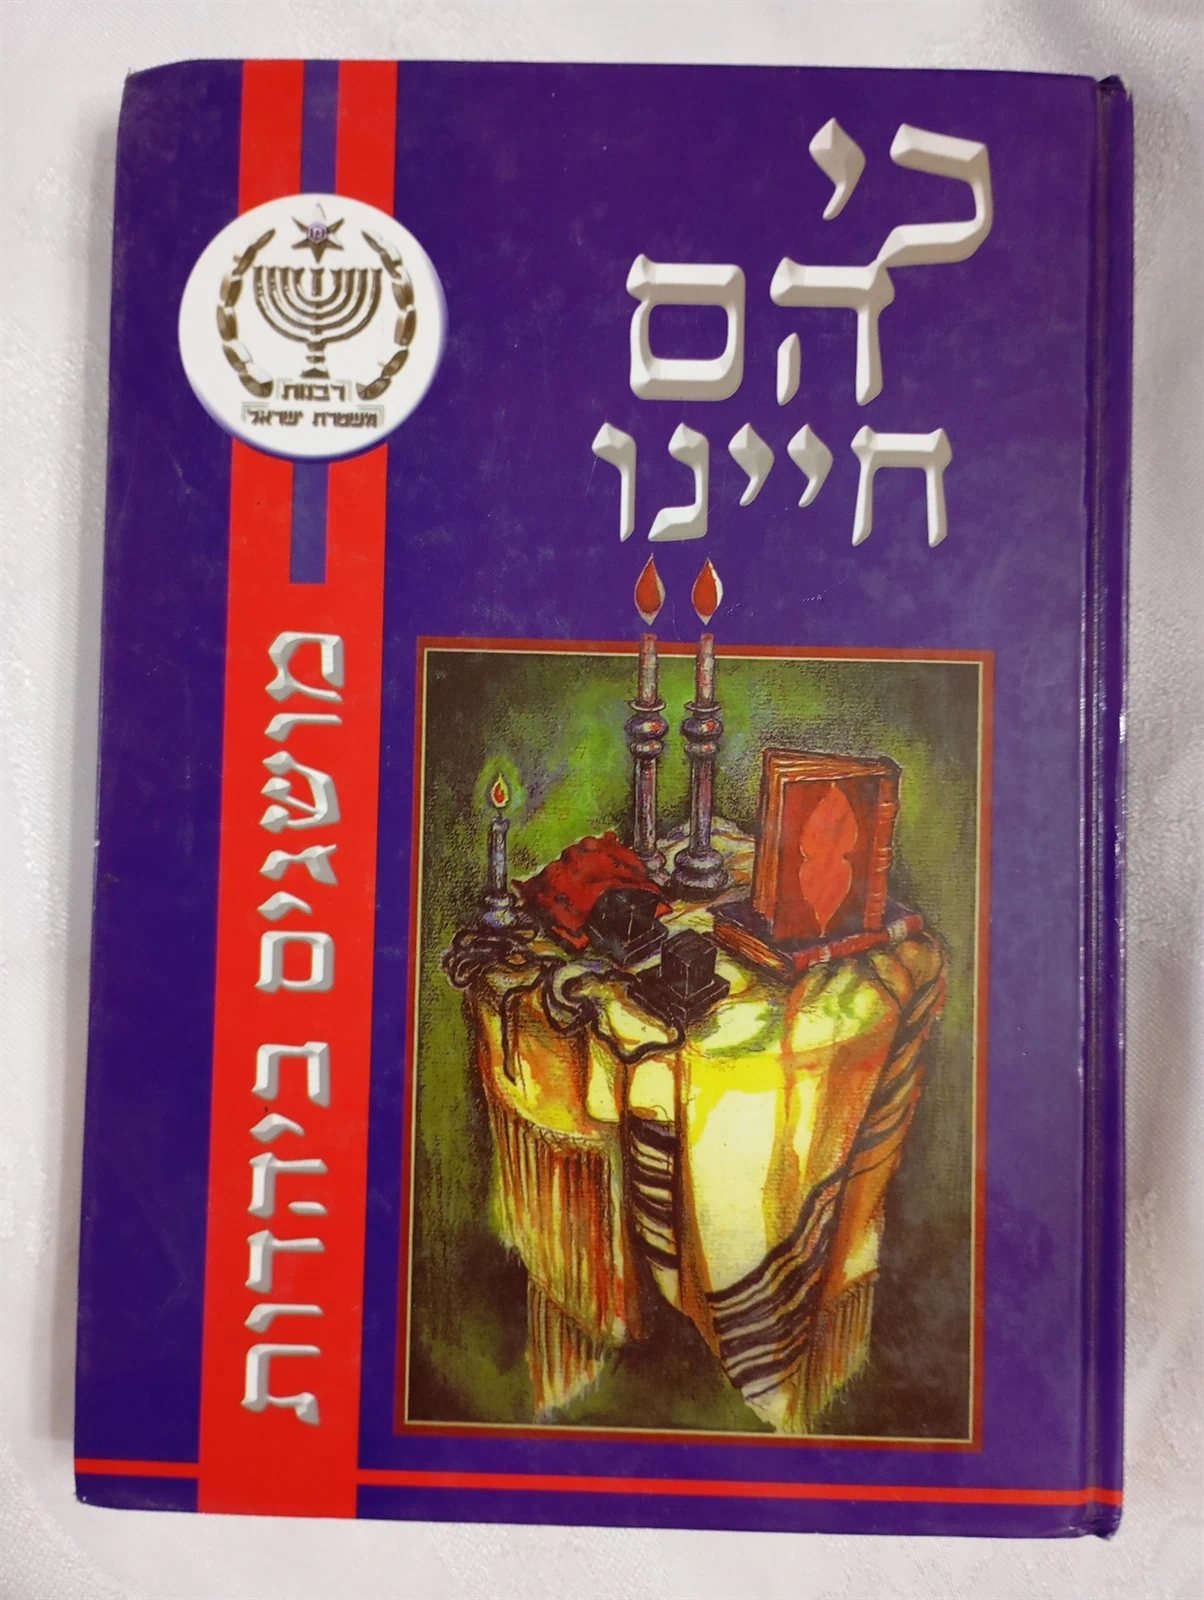 כי
הם
חיינו
רבנות
משטרת ישראל
מושגים ביהדות